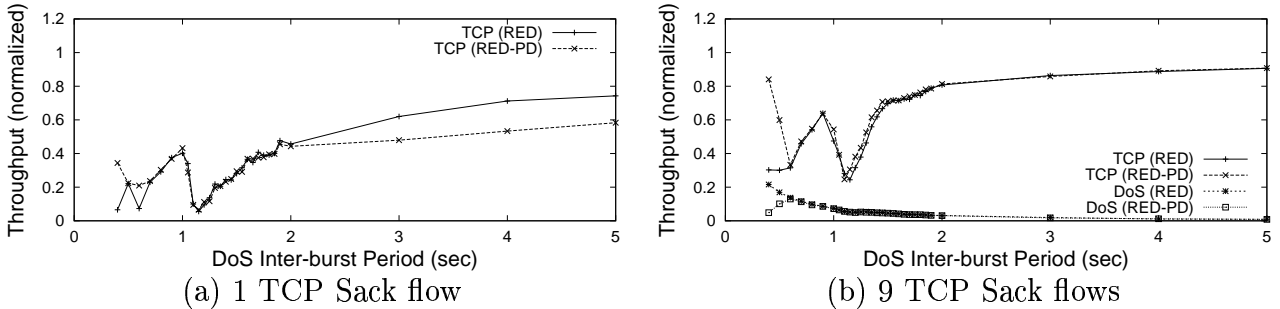 Throughput (normalized)
1.2
1
0.8
0.6
0.4
0.2
0
TCP (RED)
TCP (RED-PD)
0
1
2
3
4
5
DoS Inter-burst Period (sec)
(a) 1 TCP Sack flow
Throughput (normalized)
1.2
1
0.8
0.6
0.4
0.2
0
TCP (RED)
TCP (RED-PD)
DoS (RED)
DoS (RED-PD)
0
1
2
3
4
5
DoS Inter-burst Period (sec)
(b) 9 TCP Sack flows